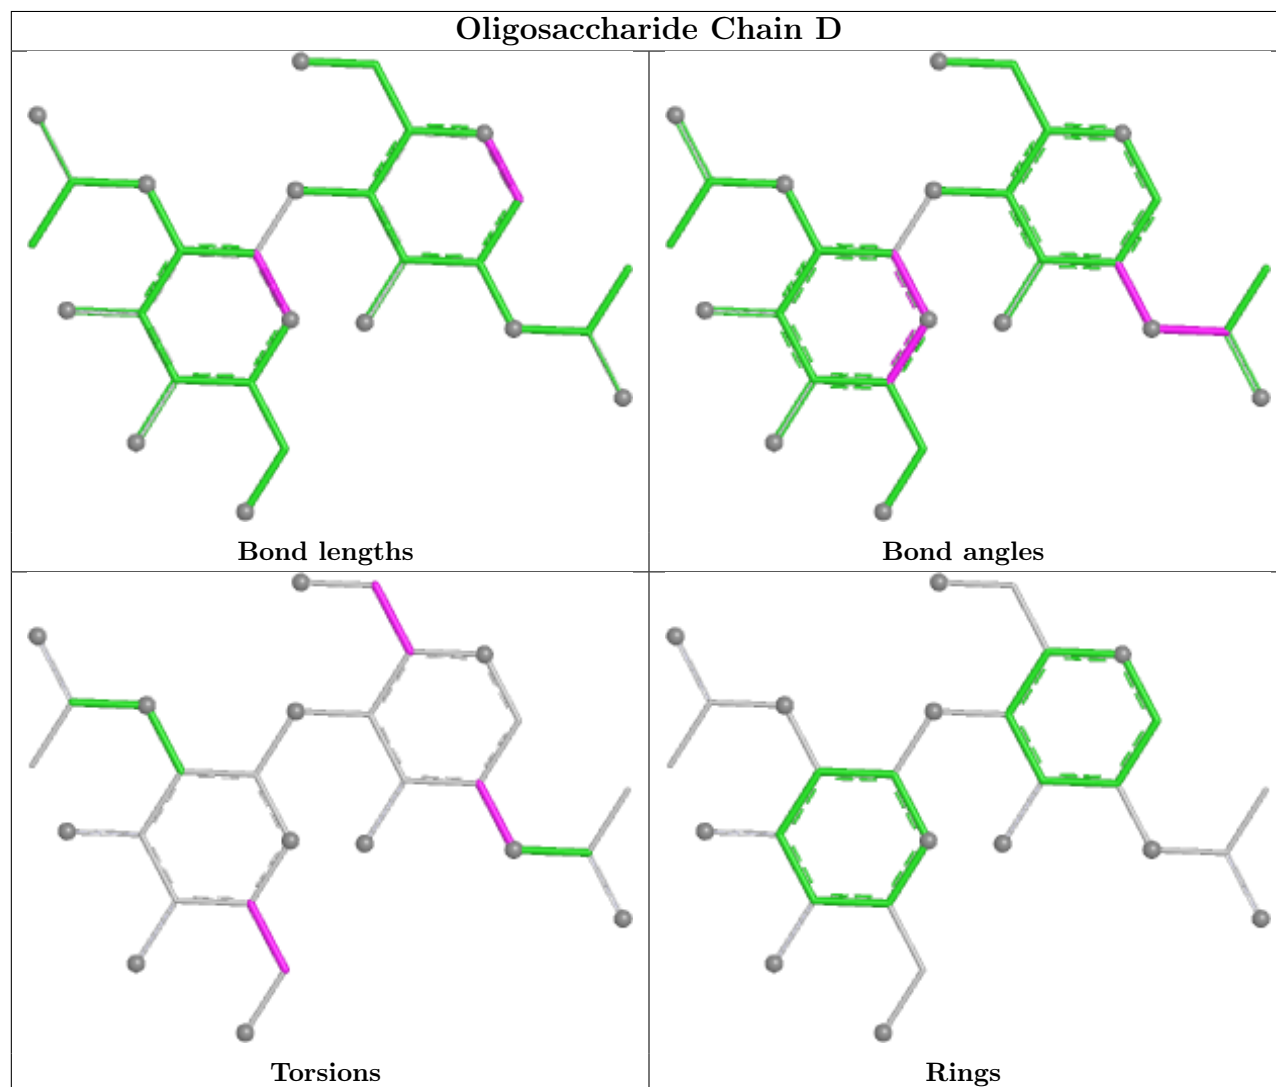 Oligosaccharide Chain D
Bond lengths
Bond angles
Torsions
Rings